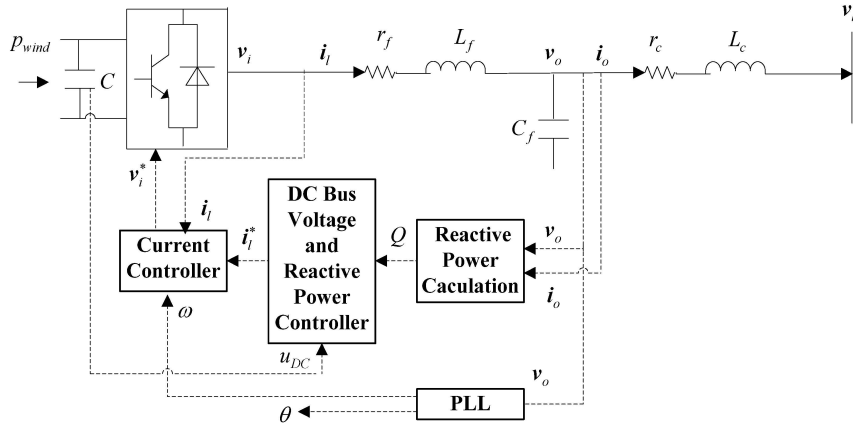 p_wind
C
v_i
i_l
r_f
L_f
v_o
i_o
r_c
L_c
C_f
v_i^*
i_l
i_l^*
Current
Controller
DC Bus
Voltage
and
Reactive
Power
Controller
Q
Reactive
Power
Caculation
v_o
i_o
ω
u_DC
v_o
PLL
θ